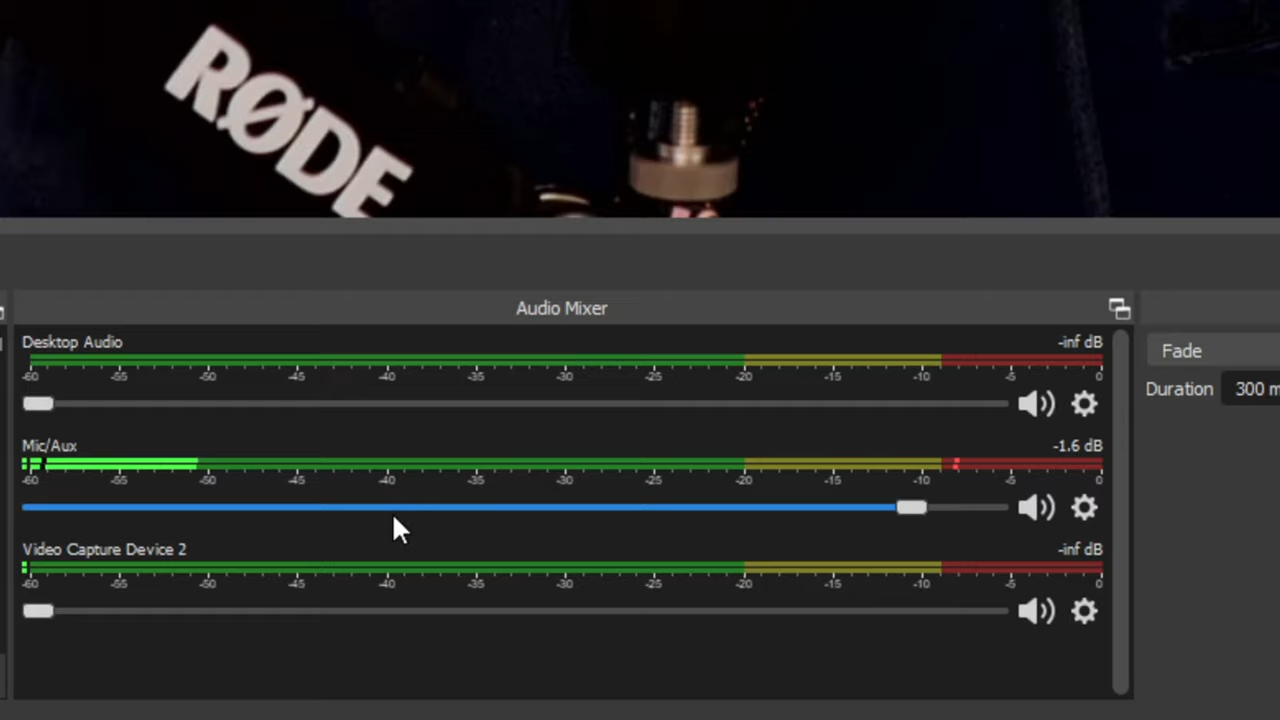 RØDE
Audio Mixer
Desktop Audio
-inf dB
-60 -55 -50 -45 -40 -35 -30 -25 -20 -15 -10 -5 0
Mic/Aux
-1.6 dB
-60 -55 -50 -45 -40 -35 -30 -25 -20 -15 -10 -5 0
Video Capture Device 2
-inf dB
-60 -55 -50 -45 -40 -35 -30 -25 -20 -15 -10 -5 0
Fade
Duration 300 m